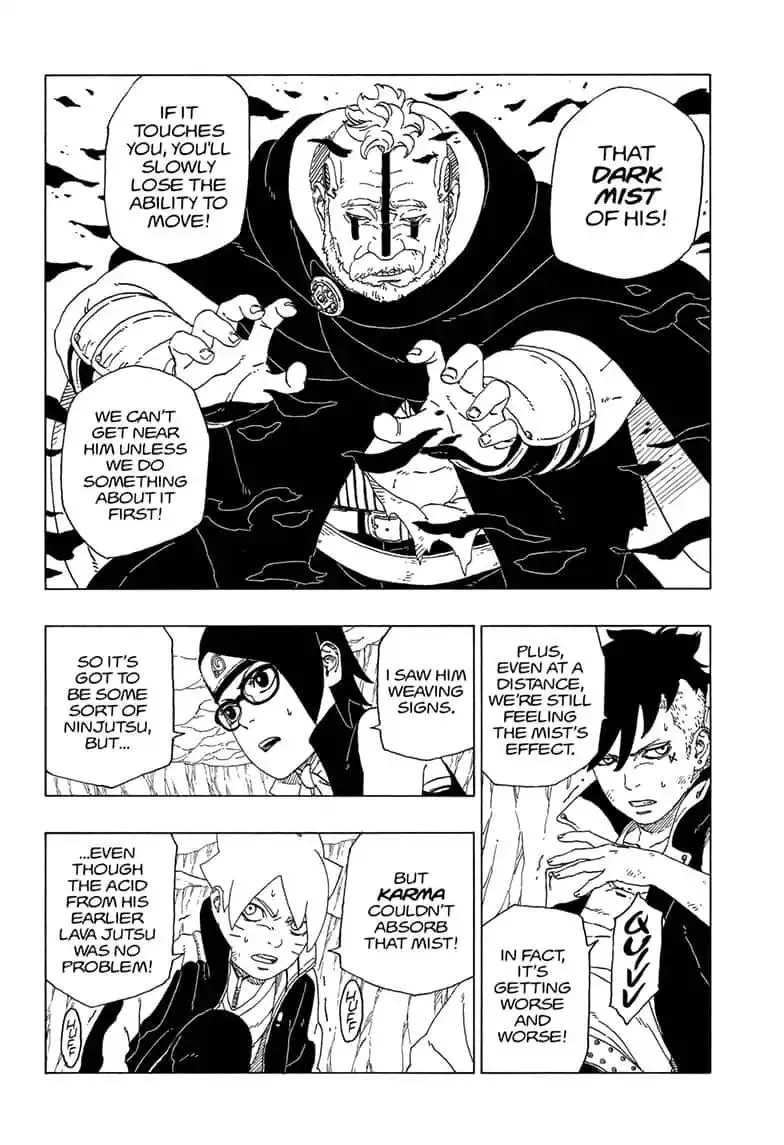 THAT
DARK
MIST
OF HIS!
IF IT
TOUCHES
YOU, YOU'LL
SLOWLY
LOSE THE
ABILITY TO
MOVE!
WE CAN'T
GET NEAR
HIM UNLESS
WE DO
SOMETHING
ABOUT IT
FIRST!
PLUS,
EVEN AT A
DISTANCE,
WE'RE STILL
FEELING
THE MIST'S
EFFECT.
QUIVV
IN FACT,
IT'S
GETTING
WORSE
AND
WORSE!
I SAW HIM
WEAVING
SIGNS.
SO IT'S
GOT TO
BE SOME
SORT OF
NINJUTSU,
BUT...
BUT
KARMA
COULDN'T
ABSORB
THAT MIST!
HUFF
...EVEN
THOUGH
THE ACID
FROM HIS
EARLIER
LAVA JUTSU
WAS NO
PROBLEM!
HUFF